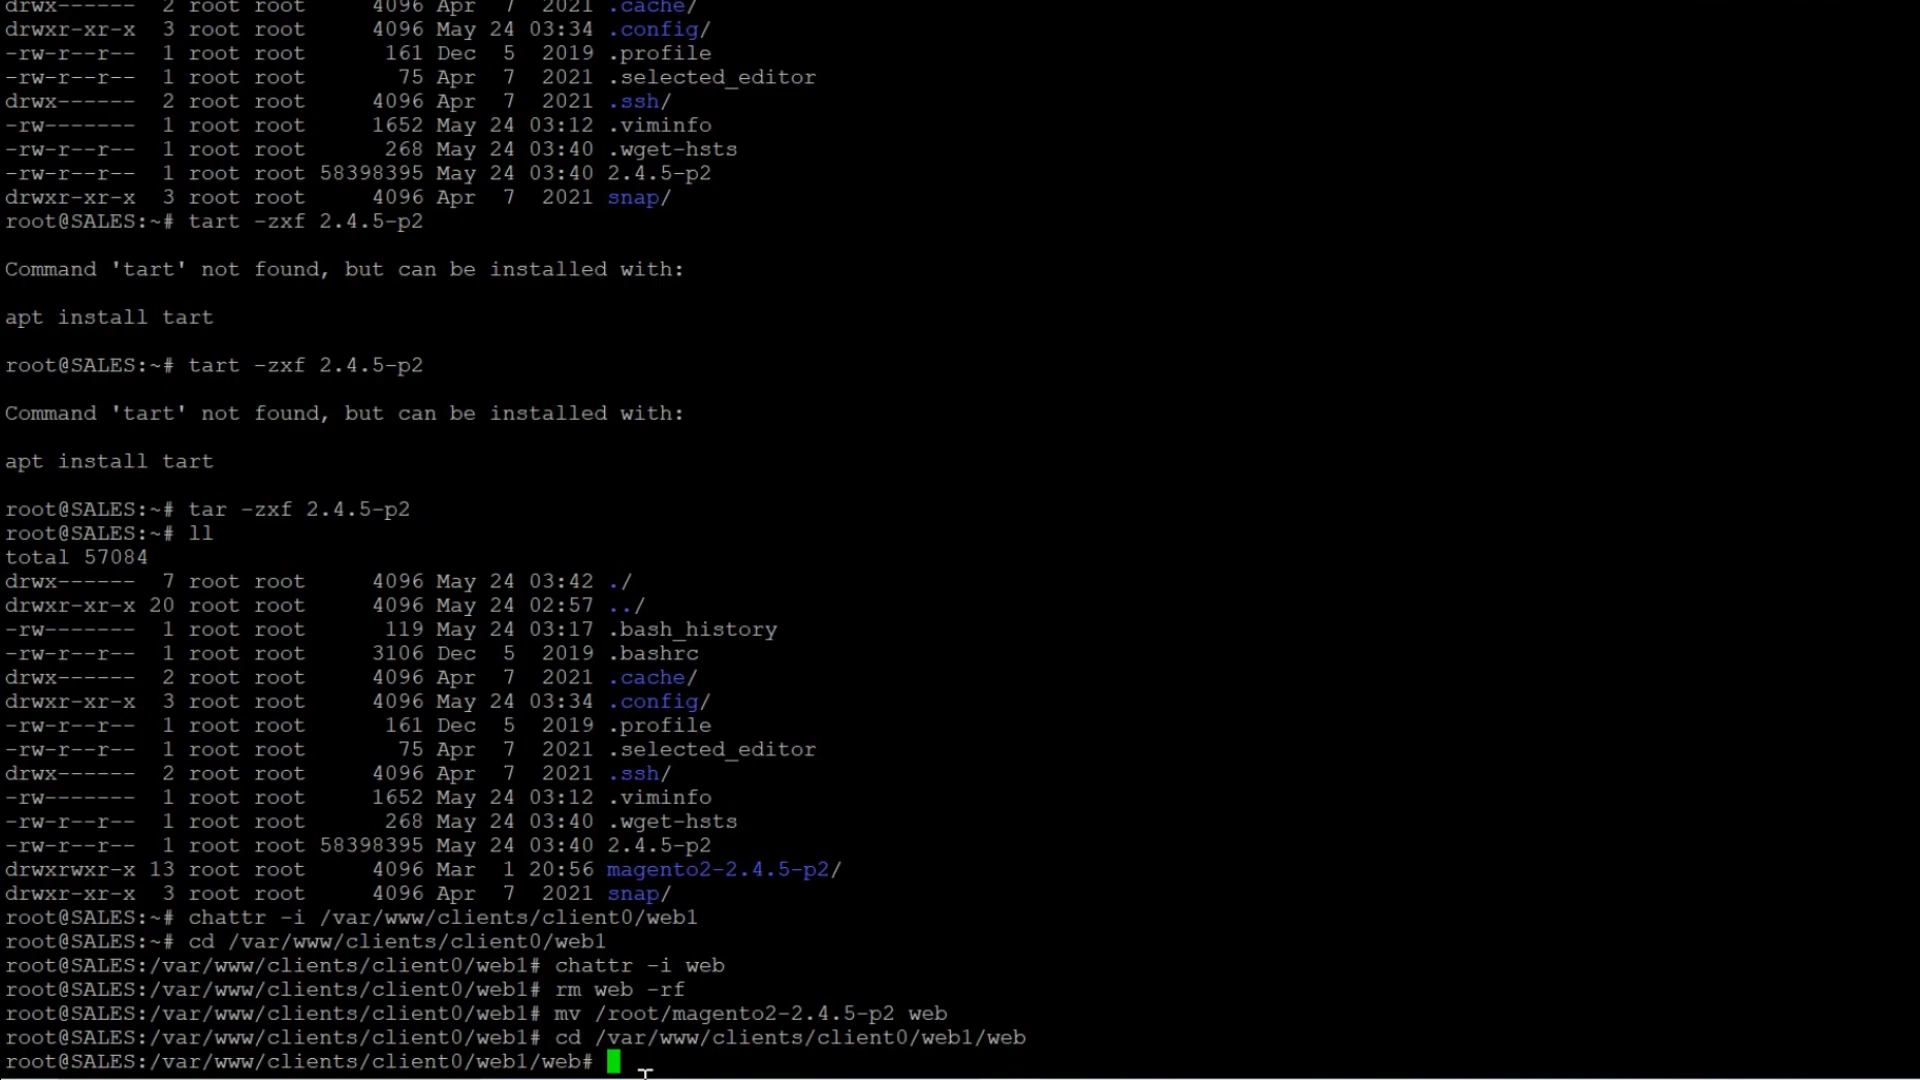 drwx------  2 root root     4096 Apr  7  2021 .cache/
drwxr-xr-x  3 root root     4096 May 24 03:34 .config/
-rw-r--r--  1 root root      161 Dec  5  2019 .profile
-rw-r--r--  1 root root       75 Apr  7  2021 .selected_editor
drwx------  2 root root     4096 Apr  7  2021 .ssh/
-rw-------  1 root root     1652 May 24 03:12 .viminfo
-rw-r--r--  1 root root      268 May 24 03:40 .wget-hsts
-rw-r--r--  1 root root 58398395 May 24 03:40 2.4.5-p2
drwxr-xr-x  3 root root     4096 Apr  7  2021 snap/
root@SALES:~# tart -zxf 2.4.5-p2
Command 'tart' not found, but can be installed with:
apt install tart
root@SALES:~# tart -zxf 2.4.5-p2
Command 'tart' not found, but can be installed with:
apt install tart
root@SALES:~# tar -zxf 2.4.5-p2
root@SALES:~# ll
total 57084
drwx------  7 root root     4096 May 24 03:42 ./
drwxr-xr-x 20 root root     4096 May 24 02:57 ../
-rw-------  1 root root      119 May 24 03:17 .bash_history
-rw-r--r--  1 root root     3106 Dec  5  2019 .bashrc
drwx------  2 root root     4096 Apr  7  2021 .cache/
drwxr-xr-x  3 root root     4096 May 24 03:34 .config/
-rw-r--r--  1 root root      161 Dec  5  2019 .profile
-rw-r--r--  1 root root       75 Apr  7  2021 .selected_editor
drwx------  2 root root     4096 Apr  7  2021 .ssh/
-rw-------  1 root root     1652 May 24 03:12 .viminfo
-rw-r--r--  1 root root      268 May 24 03:40 .wget-hsts
-rw-r--r--  1 root root 58398395 May 24 03:40 2.4.5-p2
drwxrwxr-x 13 root root     4096 Mar  1 20:56 magento2-2.4.5-p2/
drwxr-xr-x  3 root root     4096 Apr  7  2021 snap/
root@SALES:~# chattr -i /var/www/clients/client0/web1
root@SALES:~# cd /var/www/clients/client0/web1
root@SALES:/var/www/clients/client0/web1# chattr -i web
root@SALES:/var/www/clients/client0/web1# rm web -rf
root@SALES:/var/www/clients/client0/web1# mv /root/magento2-2.4.5-p2 web
root@SALES:/var/www/clients/client0/web1# cd /var/www/clients/client0/web1/web
root@SALES:/var/www/clients/client0/web1/web#